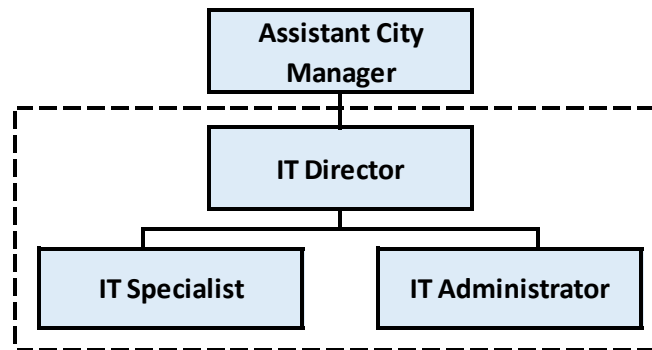 Assistant City
Manager
IT Director
IT Specialist
IT Administrator